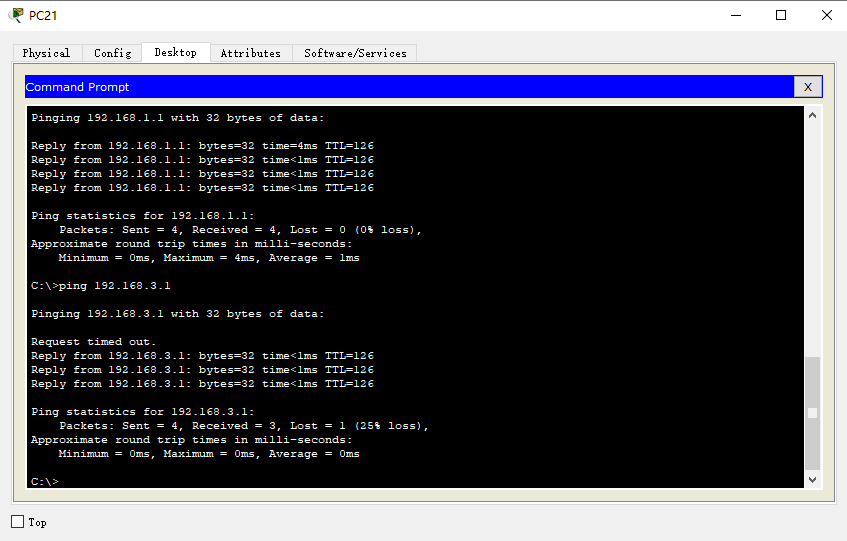 PC21
Physical Config Desktop Attributes Software/Services
Command Prompt X
Pinging 192.168.1.1 with 32 bytes of data:
Reply from 192.168.1.1: bytes=32 time=4ms TTL=126
Reply from 192.168.1.1: bytes=32 time<1ms TTL=126
Reply from 192.168.1.1: bytes=32 time<1ms TTL=126
Reply from 192.168.1.1: bytes=32 time<1ms TTL=126
Ping statistics for 192.168.1.1:
Packets: Sent = 4, Received = 4, Lost = 0 (0% loss),
Approximate round trip times in milli-seconds:
Minimum = 0ms, Maximum = 4ms, Average = 1ms
C:\>ping 192.168.3.1
Pinging 192.168.3.1 with 32 bytes of data:
Request timed out.
Reply from 192.168.3.1: bytes=32 time<1ms TTL=126
Reply from 192.168.3.1: bytes=32 time<1ms TTL=126
Reply from 192.168.3.1: bytes=32 time<1ms TTL=126
Ping statistics for 192.168.3.1:
Packets: Sent = 4, Received = 3, Lost = 1 (25% loss),
Approximate round trip times in milli-seconds:
Minimum = 0ms, Maximum = 0ms, Average = 0ms
C:\>
Top